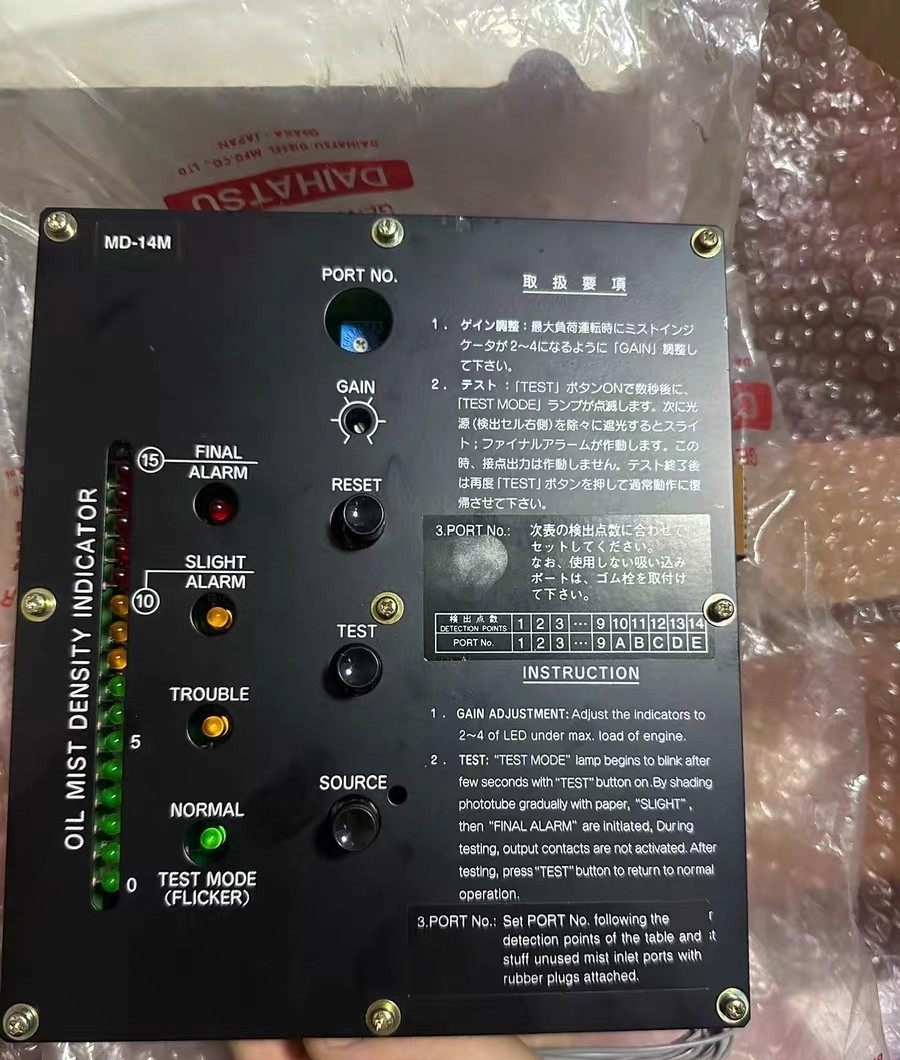 DAIHATSU DIESEL MFG.CO., LTD
OSAKA - JAPAN
DAIHATSU
MD-14M
PORT NO.
GAIN
RESET
TEST
SOURCE
OIL MIST DENSITY INDICATOR
15
FINAL
ALARM
SLIGHT
ALARM
10
TROUBLE
5
NORMAL
0
TEST MODE
(FLICKER)
取扱要項
1. ゲイン調整:最大負荷運転時にミストインジ
ケータが2~4になるように「GAIN」調整し
て下さい。
2. テスト:「TEST」ボタンONで数秒後に、
「TEST MODE」ランプが点滅します。次に光
源(検出セル右側)を除々に遮光するとスライ
ト;ファイナルアラームが作動します。この
時、接点出力は作動しません。テスト終了後
は再度「TEST」ボタンを押して通常動作に復
帰させて下さい。
3.PORT No.: 次表の検出点数に合わせて
セットしてください。
なお、使用しない吸い込み
ポートは、ゴム栓を取付け
て下さい。
検出点数
DETECTION POINTS 1 2 3 … 9 10 11 12 13 14
PORT No. 1 2 3 … 9 A B C D E
INSTRUCTION
1. GAIN ADJUSTMENT: Adjust the indicators to
2~4 of LED under max. load of engine.
2. TEST: "TEST MODE" lamp begins to blink after
few seconds with "TEST" button on. By shading
phototube gradually with paper, "SLIGHT",
then "FINAL ALARM" are initiated, During
testing, output contacts are not activated. After
testing, press "TEST" button to return to normal
operation.
3.PORT No.: Set PORT No. following the
detection points of the table and
stuff unused mist inlet ports with
rubber plugs attached.